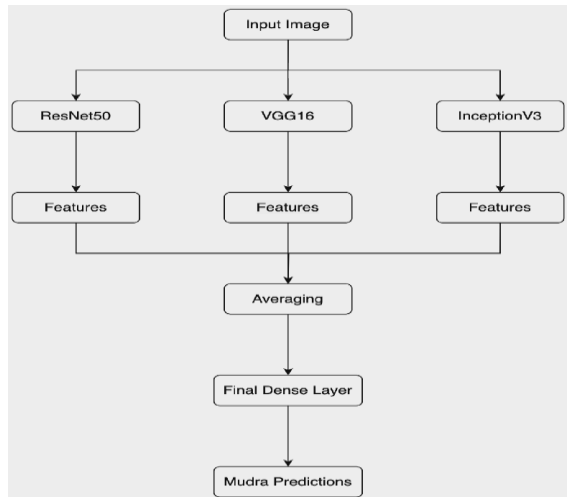 Input Image
ResNet50
VGG16
InceptionV3
Features
Features
Features
Averaging
Final Dense Layer
Mudra Predictions